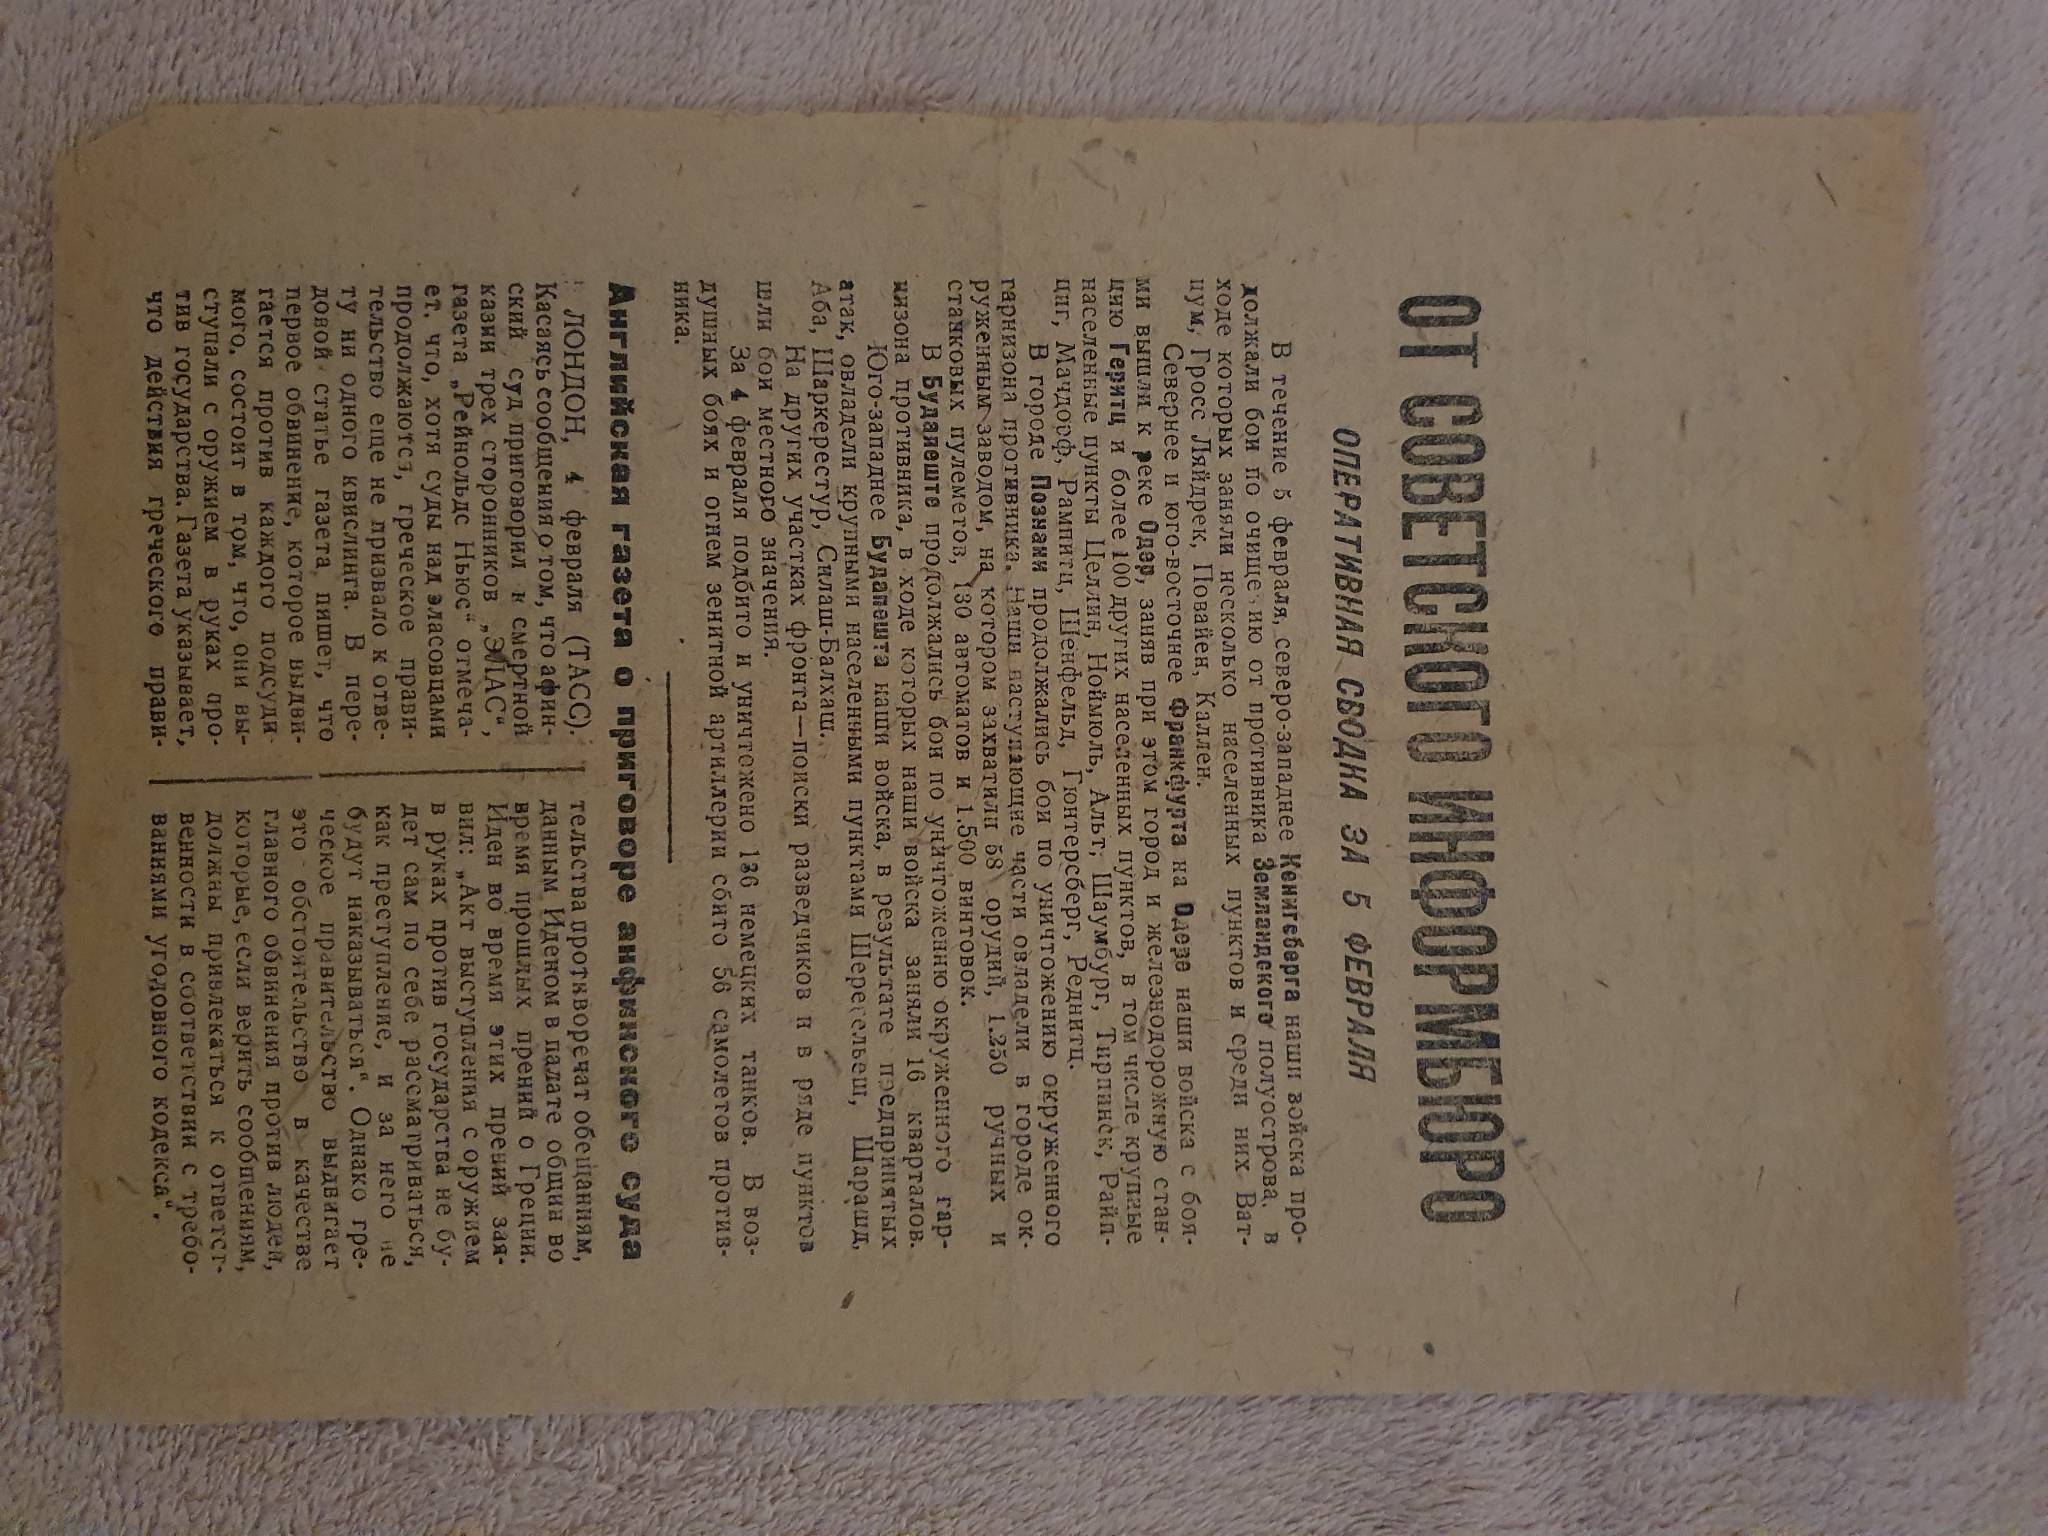 ОТ СОВЕТСКОГО ИНФОРМБЮРО
ОПЕРАТИВНАЯ СВОДКА ЗА 5 ФЕВРАЛЯ
В течение 5 февраля, северо-западнее Кенигсберга наши войска про-
должали бои по очище ию от противника Земландского полуострова, в
ходе которых заняли несколько населенных пунктов и среди них Ват-
цум, Гросс Ляйдрек, Повайен, Каллен.
Севернее и юго-восточнее Франкфурта на Одере наши войска с боя-
ми вышли к реке Одер, заняв при этом город и железнодорожную стан-
цию Геритц и более 100 других населенных пунктов, в том числе крупные
населенные пункты Целлин, Ноймюль, Альт, Шаумбург, Тирпинск, Райп-
циг, Мачдорф, Рампитц, Шенфельд, Гюнтерсберг, Реднитц.
В городе Познани продолжались бои по уничтожению окруженного
гарнизона противника. Наши наступающие части овладели в городе ок-
руженным заводом, на котором захватили 58 орудий, 1.250 ручных и
станковых пулеметов, 130 автоматов и 1.500 винтовок.
В Будапеште продолжались бои по уничтожению окруженного гар-
низона противника, в ходе которых наши войска заняли 16 кварталов.
Юго-западнее Будапешта наши войска, в результате предпринятых
атак, овладели крупными населенными пунктами Шерегельеш, Шарашд,
Аба, Шаркерестур, Силаш-Балхаш.
На других участках фронта—поиски разведчиков и в ряде пунктов
шли бои местного значения.
За 4 февраля подбито и уничтожено 136 немецких танков. В воз-
душных боях и огнем зенитной артиллерии сбито 56 самолетов против-
ника.
Английская газета о приговоре афинского суда
ЛОНДОН, 4 февраля (ТАСС).
Касаясь сообщения о том, что афин-
ский суд приговорил к смертной
казни трех сторонников „ЭЛАС“,
газета „Рейнольдс Ньюс“ отмеча-
ет, что, хотя суды над эласовцами
продолжаются, греческое прави-
тельство еще не призвало к отве-
ту ни одного квислинга. В пере-
довой статье газета пишет, что
первое обвинение, которое выдви-
гается против каждого подсуди
мого, состоит в том, что, они вы-
ступали с оружием в руках про-
тив государства. Газета указывает,
что действия греческого прави-
тельства противоречат обещаниям,
данным Иденом в палате общин во
время прошлых прений о Греции.
Иден во время этих прений зая-
вил: „Акт выступления с оружием
в руках против государства не бу-
дет сам по себе рассматриваться,
как преступление, и за него не
будут наказываться“. Однако гре-
ческое правительство выдвигает
это обстоятельство в качестве
главного обвинения против людей,
которые, если верить сообщениям,
должны привлекаться к ответст-
венности в соответствии с требо-
ваниями уголовного кодекса“.